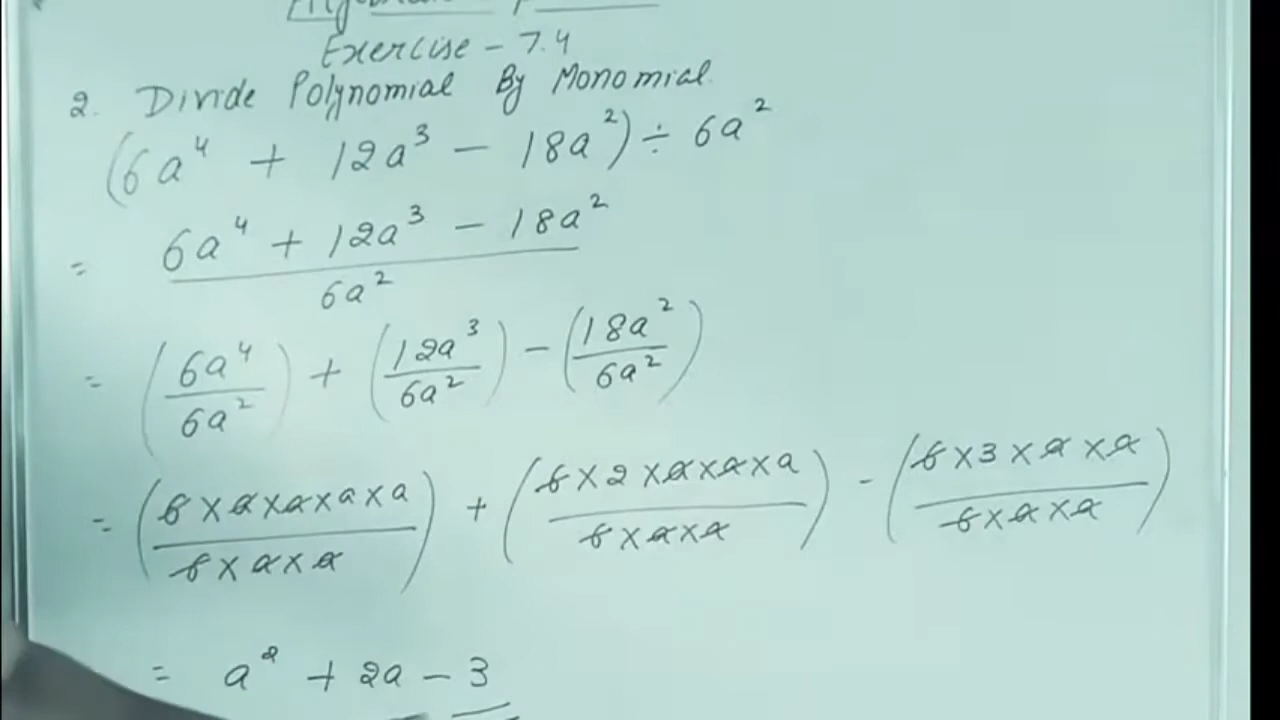 Exercise - 7.4
2. Divide Polynomial By Monomial.
(6a⁴ + 12a³ - 18a²) ÷ 6a²
= 6a⁴ + 12a³ - 18a² / 6a²
= (6a⁴ / 6a²) + (12a³ / 6a²) - (18a² / 6a²)
= (6 × a × a × a × a / 6 × a × a) + (6 × 2 × a × a × a / 6 × a × a) - (6 × 3 × a × a / 6 × a × a)
= a² + 2a - 3